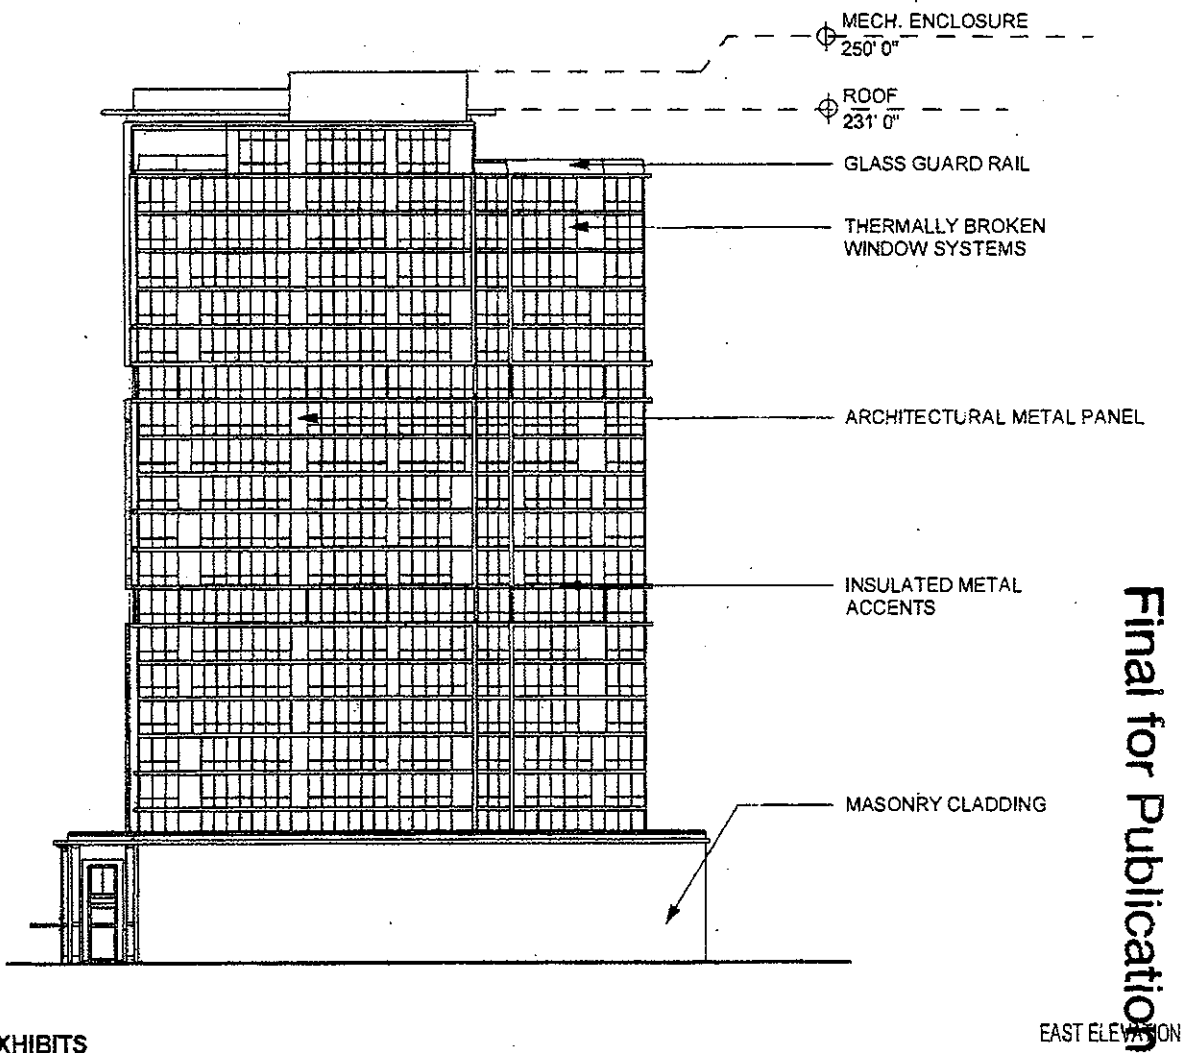 MECH. ENCLOSURE
250' 0"
ROOF
231' 0"
GLASS GUARD RAIL
THERMALLY BROKEN
WINDOW SYSTEMS
ARCHITECTURAL METAL PANEL
INSULATED METAL
ACCENTS
MASONRY CLADDING
Final for Publication
EAST ELEVATION
XHIBITS